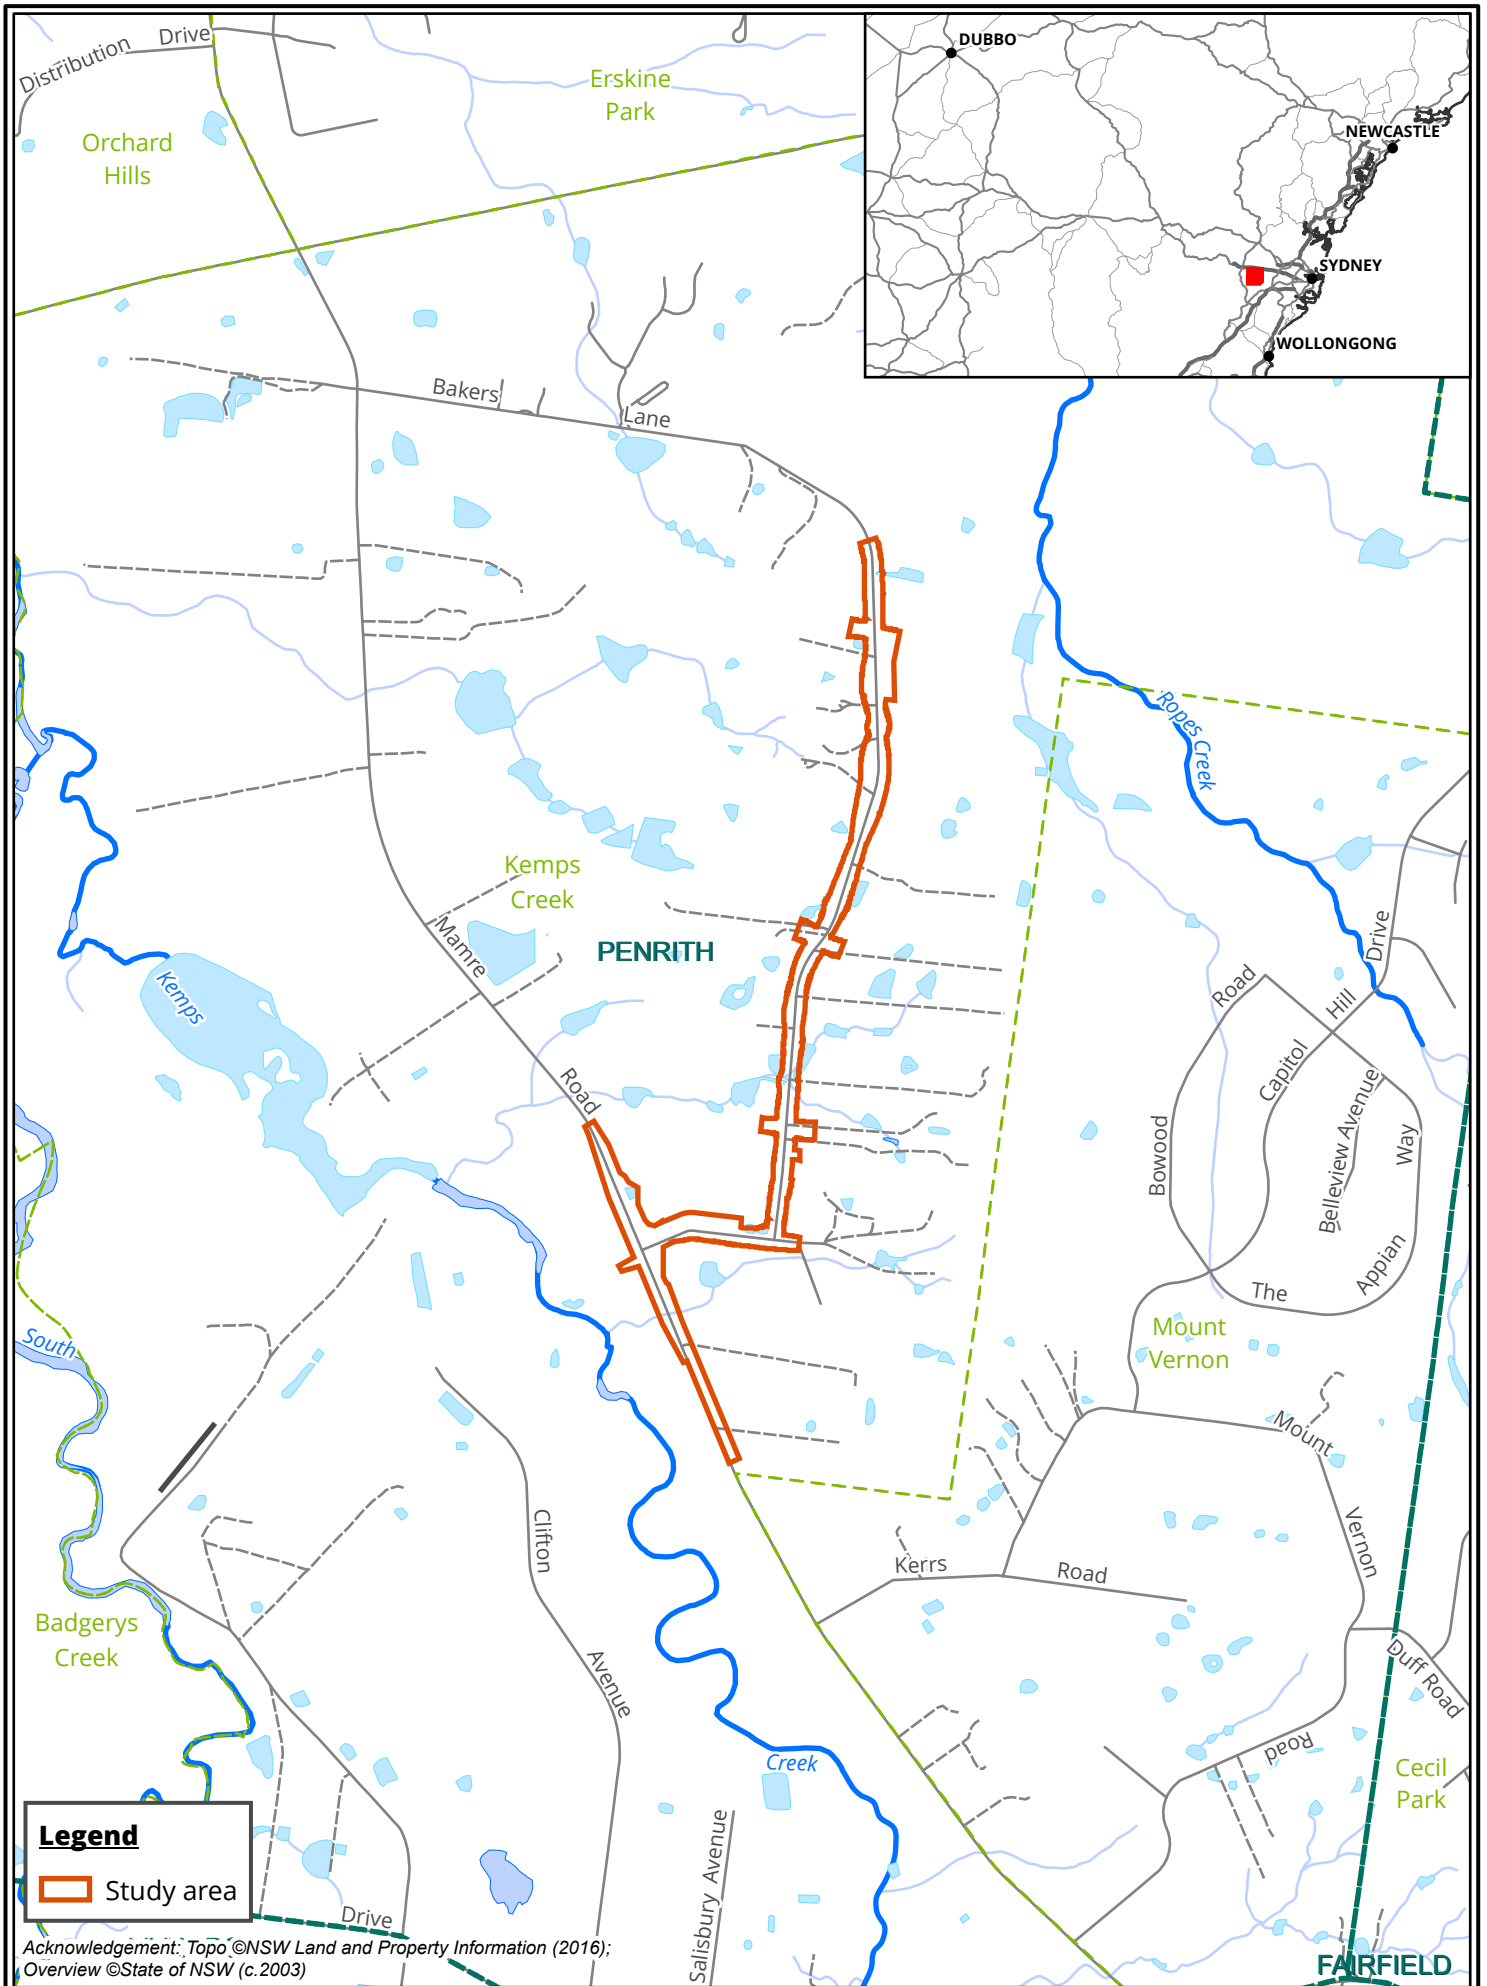 Distribution Drive
Erskine
Park
Orchard
Hills
DUBBO
NEWCASTLE
SYDNEY
WOLLONGONG
Bakers
Lane
Ropes Creek
Kemps
Creek
PENRITH
Mamre
Road
Kemps
Drive
Hill
Capitol
Road
Bowood
Belleview Avenue
Way
Appian
The
Mount
Vernon
South
Mount
Vernon
Road
Clifton
Avenue
Kerrs
Road
Duff Road
Badgerys
Creek
Creek
Cecil
Park
Salisbury Avenue
Drive
Legend
Study area
Acknowledgement: Topo ©NSW Land and Property Information (2016);
Overview ©State of NSW (c.2003)
FAIRFIELD